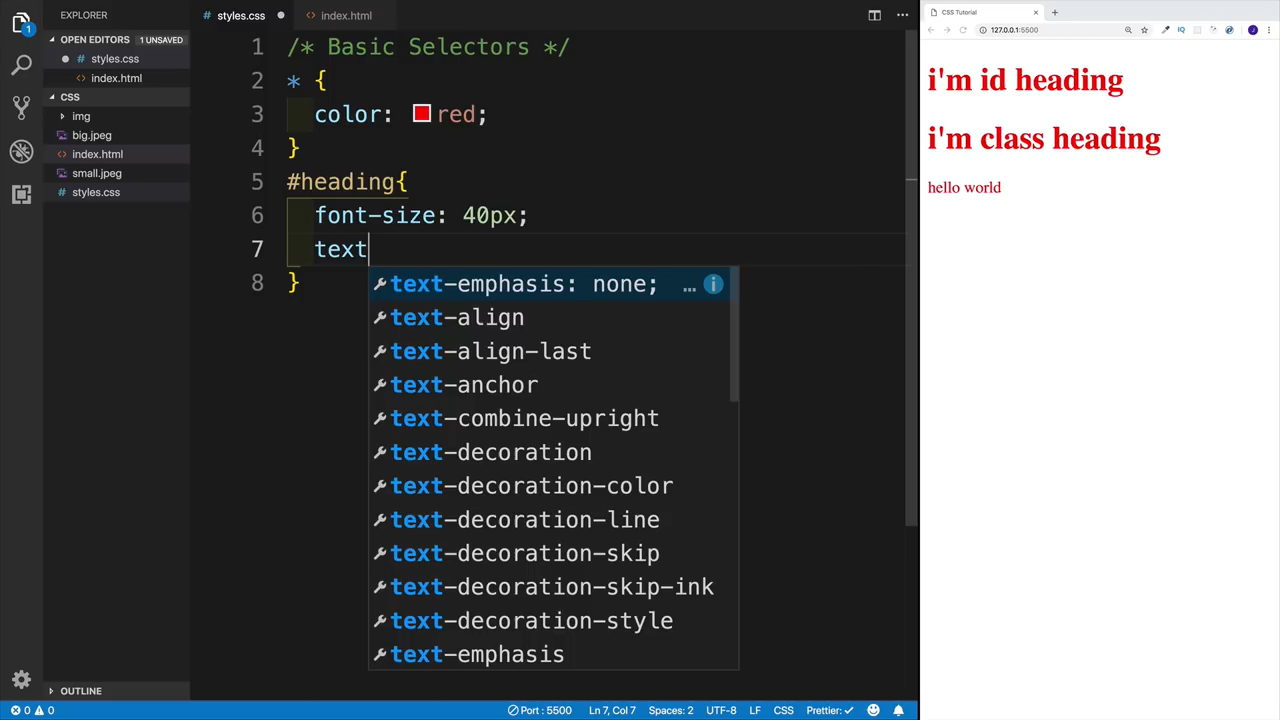 EXPLORER
OPEN EDITORS 1 UNSAVED
styles.css
index.html
CSS
img
big.jpeg
index.html
small.jpeg
styles.css
OUTLINE
1
styles.css
index.html
1 /* Basic Selectors */
2 * {
3 color: red;
4 }
5 #heading{
6 font-size: 40px;
7 text
8 }
text-emphasis: none; …
text-align
text-align-last
text-anchor
text-combine-upright
text-decoration
text-decoration-color
text-decoration-line
text-decoration-skip
text-decoration-skip-ink
text-decoration-style
text-emphasis
0 0 Port : 5500 Ln 7, Col 7 Spaces: 2 UTF-8 LF CSS Prettier: ✓
CSS Tutorial
127.0.0.1:5500 IQ J
i'm id heading
i'm class heading
hello world